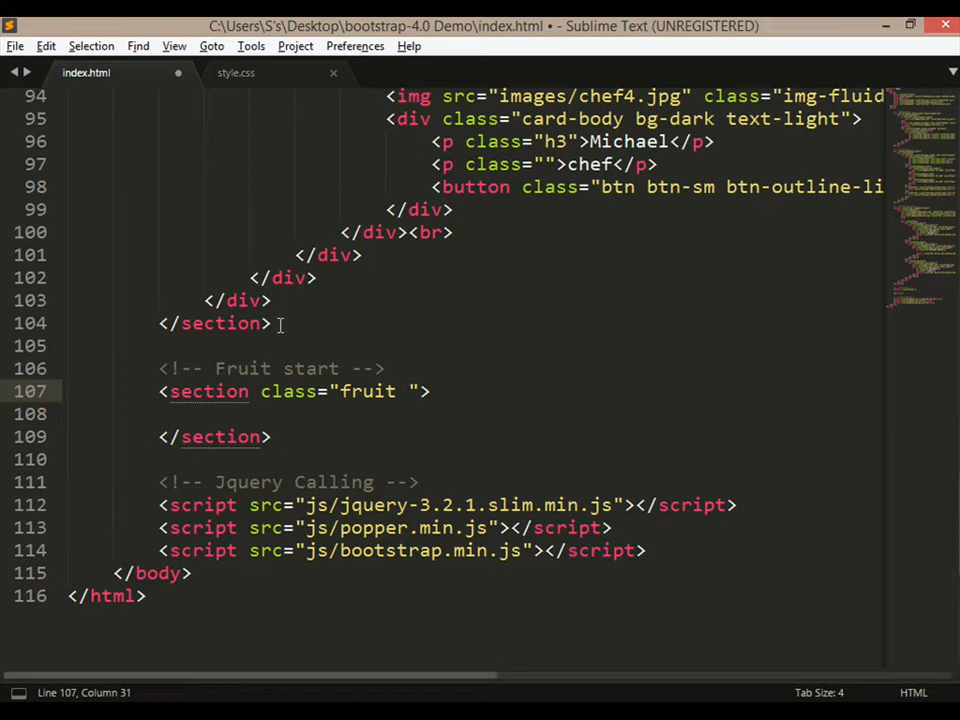 C:\Users\S's\Desktop\bootstrap-4.0 Demo\index.html • - Sublime Text (UNREGISTERED)
File Edit Selection Find View Goto Tools Project Preferences Help
index.html style.css
94 <img src="images/chef4.jpg" class="img-fluid
95 <div class="card-body bg-dark text-light">
96 <p class="h3">Michael</p>
97 <p class="">chef</p>
98 <button class="btn btn-sm btn-outline-li
99 </div>
100 </div><br>
101 </div>
102 </div>
103 </div>
104 </section>
105
106 <!-- Fruit start -->
107 <section class="fruit ">
108
109 </section>
110
111 <!-- Jquery Calling -->
112 <script src="js/jquery-3.2.1.slim.min.js"></script>
113 <script src="js/popper.min.js"></script>
114 <script src="js/bootstrap.min.js"></script>
115 </body>
116 </html>
Line 107, Column 31 Tab Size: 4 HTML